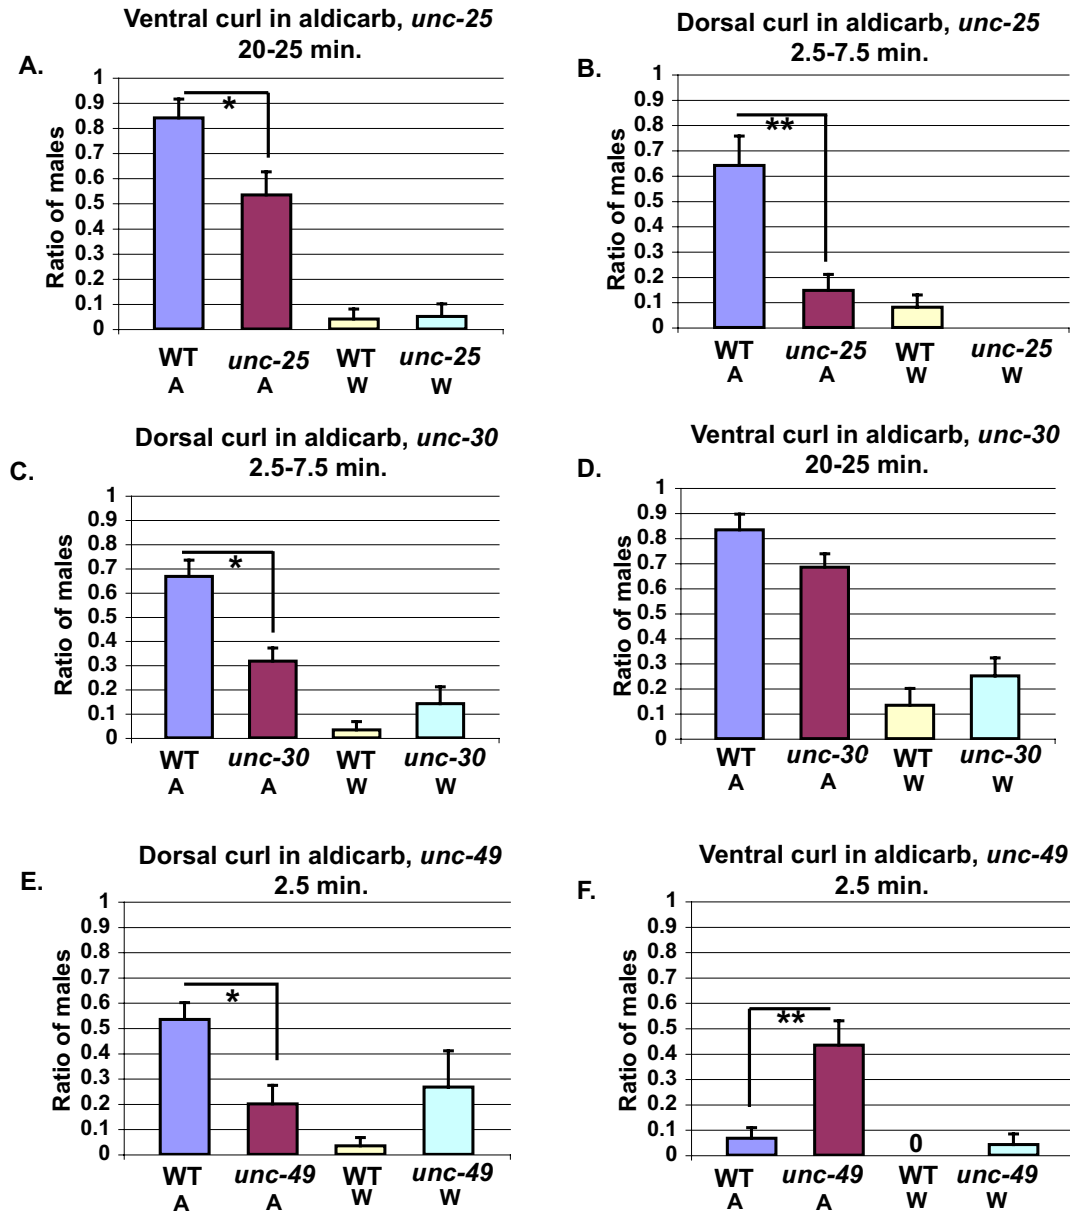 Ventral curl in aldicarb, unc-25
20-25 min.
A.
Ratio of males
1
0.9
0.8
0.7
0.6
0.5
0.4
0.3
0.2
0.1
0
*
WT unc-25 WT unc-25
A A W W
Dorsal curl in aldicarb, unc-25
2.5-7.5 min.
B.
Ratio of males
1
0.9
0.8
0.7
0.6
0.5
0.4
0.3
0.2
0.1
0
**
WT unc-25 WT unc-25
A A W W
Dorsal curl in aldicarb, unc-30
2.5-7.5 min.
C.
Ratio of males
1
0.9
0.8
0.7
0.6
0.5
0.4
0.3
0.2
0.1
0
*
WT unc-30 WT unc-30
A A W W
Ventral curl in aldicarb, unc-30
20-25 min.
D.
Ratio of males
1
0.9
0.8
0.7
0.6
0.5
0.4
0.3
0.2
0.1
0
WT unc-30 WT unc-30
A A W W
Dorsal curl in aldicarb, unc-49
2.5 min.
E.
Ratio of males
1
0.9
0.8
0.7
0.6
0.5
0.4
0.3
0.2
0.1
0
*
WT unc-49 WT unc-49
A A W W
Ventral curl in aldicarb, unc-49
2.5 min.
F.
Ratio of males
1
0.9
0.8
0.7
0.6
0.5
0.4
0.3
0.2
0.1
0
**
0
WT unc-49 WT unc-49
A A W W